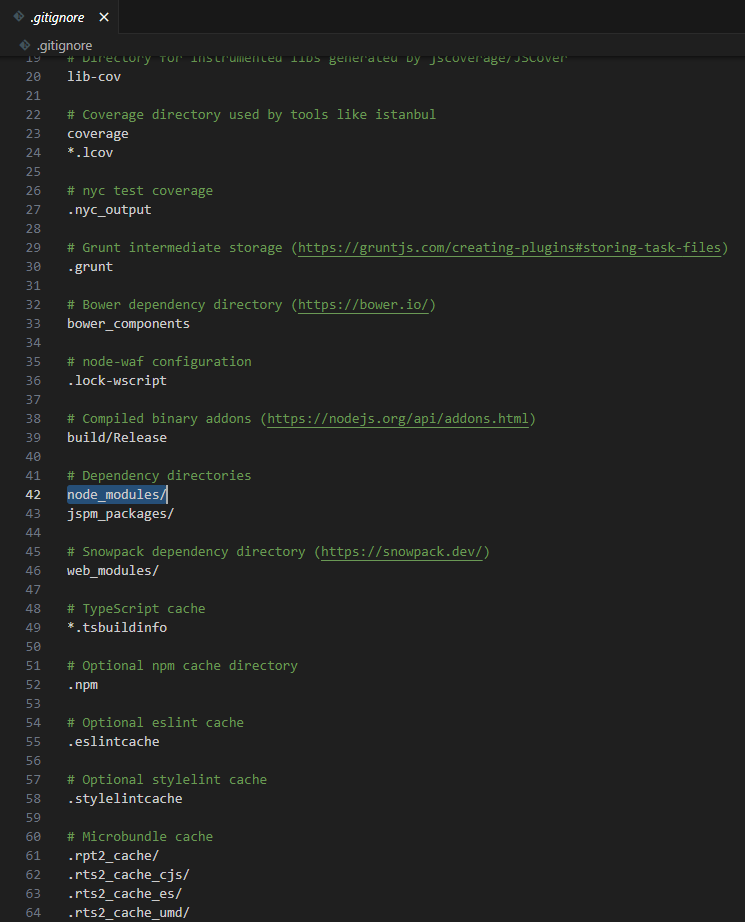 .gitignore
.gitignore
19 # Directory for instrumented libs generated by jscoverage/JSCover
20 lib-cov
21
22 # Coverage directory used by tools like istanbul
23 coverage
24 *.lcov
25
26 # nyc test coverage
27 .nyc_output
28
29 # Grunt intermediate storage (https://gruntjs.com/creating-plugins#storing-task-files)
30 .grunt
31
32 # Bower dependency directory (https://bower.io/)
33 bower_components
34
35 # node-waf configuration
36 .lock-wscript
37
38 # Compiled binary addons (https://nodejs.org/api/addons.html)
39 build/Release
40
41 # Dependency directories
42 node_modules/
43 jspm_packages/
44
45 # Snowpack dependency directory (https://snowpack.dev/)
46 web_modules/
47
48 # TypeScript cache
49 *.tsbuildinfo
50
51 # Optional npm cache directory
52 .npm
53
54 # Optional eslint cache
55 .eslintcache
56
57 # Optional stylelint cache
58 .stylelintcache
59
60 # Microbundle cache
61 .rpt2_cache/
62 .rts2_cache_cjs/
63 .rts2_cache_es/
64 .rts2_cache_umd/